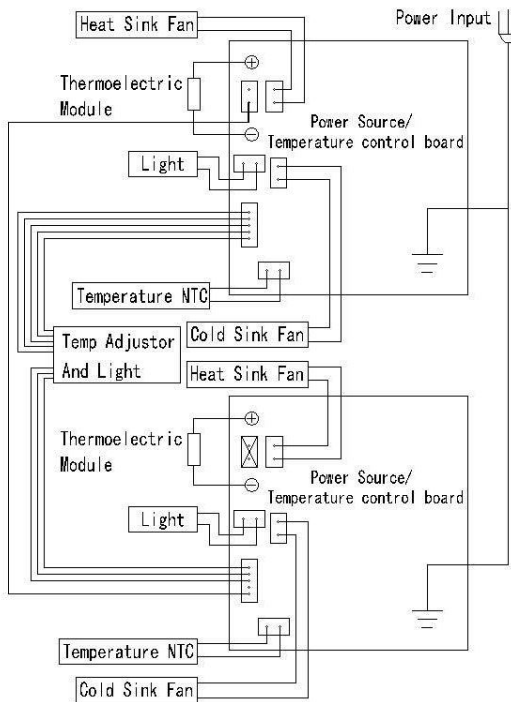 Heat Sink Fan
Power Input
Thermoelectric
Module
Power Source/
Temperature control board
Light
Temperature NTC
Cold Sink Fan
Temp Adjustor
And Light
Heat Sink Fan
Thermoelectric
Module
Power Source/
Temperature control board
Light
Temperature NTC
Cold Sink Fan